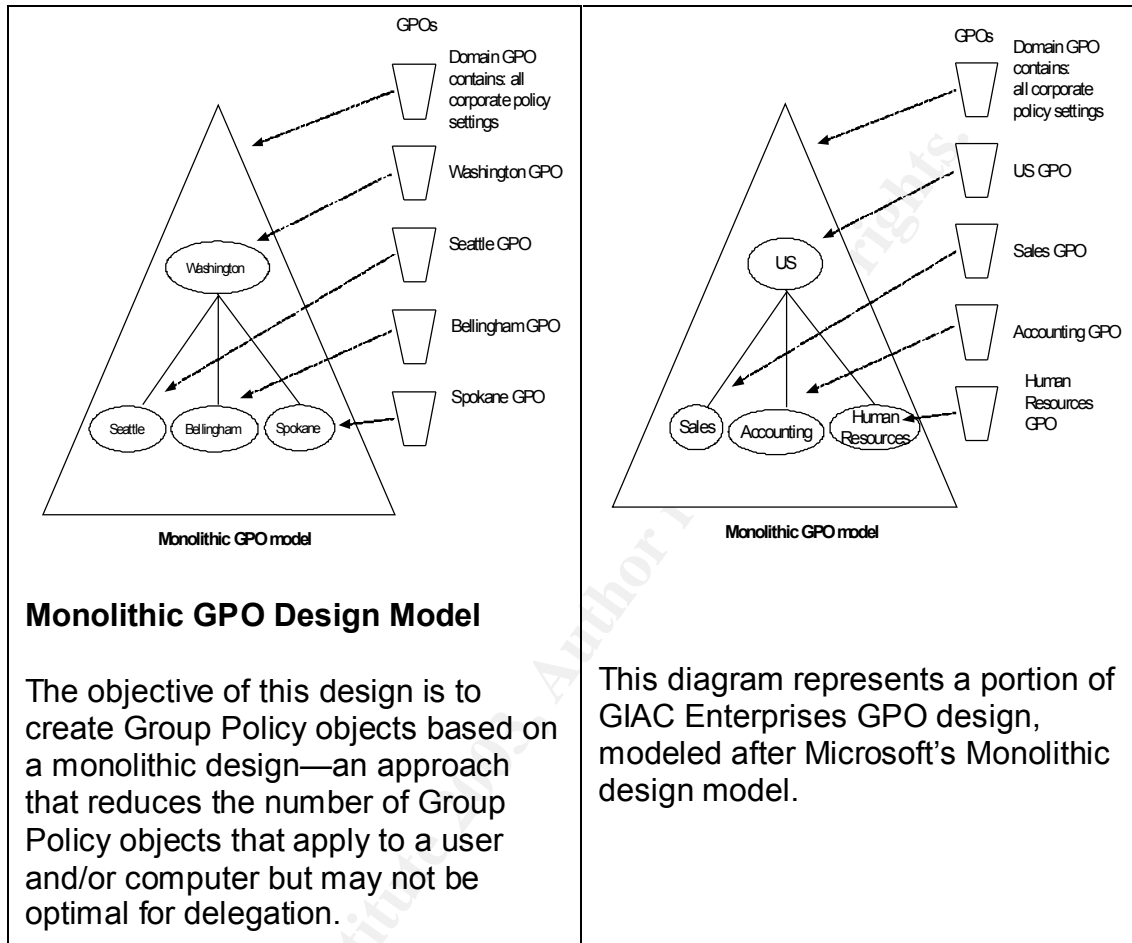 GPOs
Domain GPO
contains: all
corporate policy
settings
Washington GPO
Seattle GPO
Washington
Bellingham GPO
Spokane GPO
Seattle
Bellingham
Spokane
Monolithic GPO model
Monolithic GPO Design Model
The objective of this design is to
create Group Policy objects based on
a monolithic design—an approach
that reduces the number of Group
Policy objects that apply to a user
and/or computer but may not be
optimal for delegation.
GPOs
Domain GPO
contains:
all corporate
policy settings
US GPO
Sales GPO
US
Accounting GPO
Human
Resources
GPO
Sales
Accounting
Human
Resources
Monolithic GPO model
This diagram represents a portion of
GIAC Enterprises GPO design,
modeled after Microsoft's Monolithic
design model.